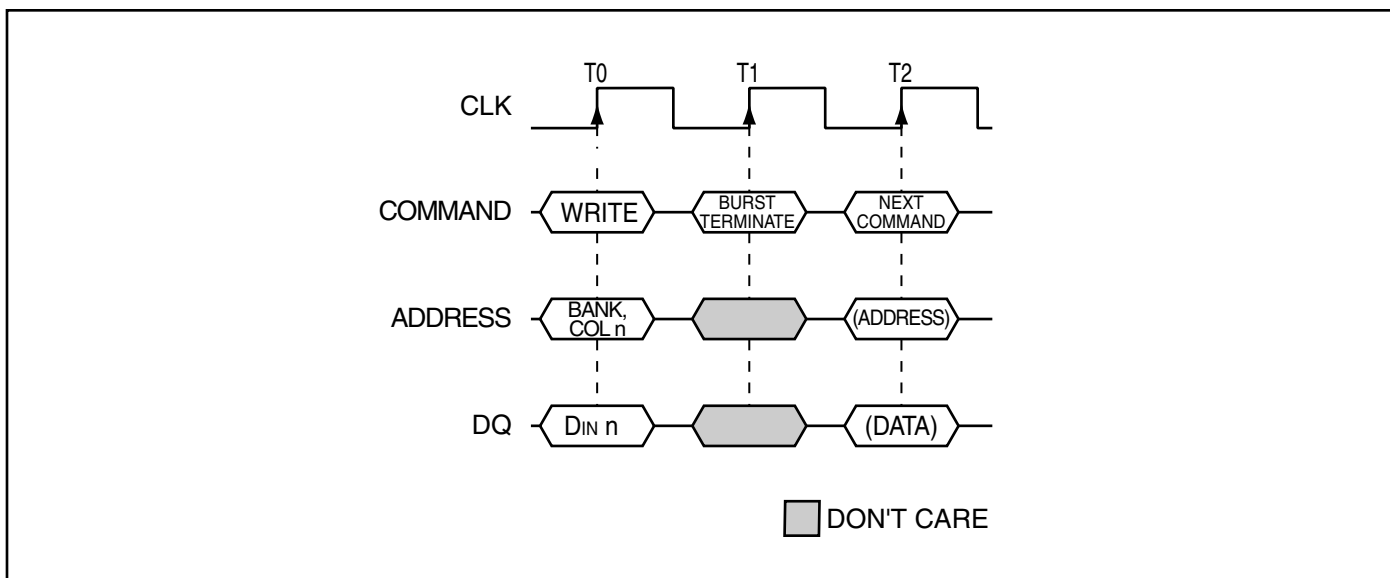 T0 T1 T2
CLK
COMMAND WRITE BURST TERMINATE NEXT COMMAND
ADDRESS BANK, COL n (ADDRESS)
DQ DIN n (DATA)
DON'T CARE